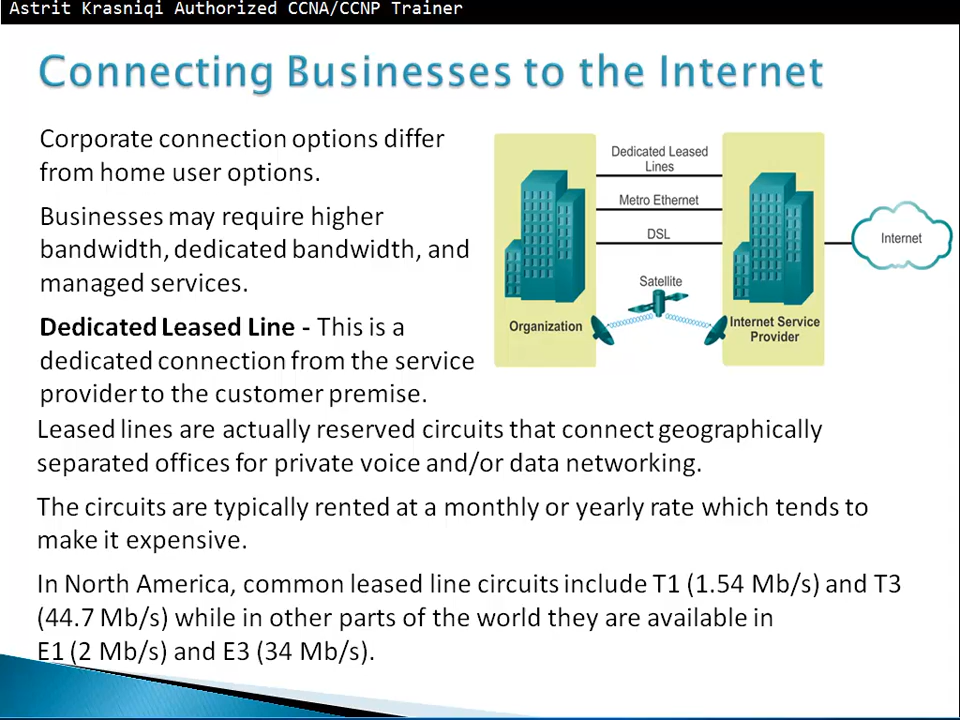 Astrit Krasniqi Authorized CCNA/CCNP Trainer
Connecting Businesses to the Internet
Corporate connection options differ
from home user options.
Businesses may require higher
bandwidth, dedicated bandwidth, and
managed services.
Dedicated Leased Line - This is a
dedicated connection from the service
provider to the customer premise.
Dedicated Leased
Lines
Metro Ethernet
DSL
Satellite
Organization
Internet Service
Provider
Internet
Leased lines are actually reserved circuits that connect geographically
separated offices for private voice and/or data networking.
The circuits are typically rented at a monthly or yearly rate which tends to
make it expensive.
In North America, common leased line circuits include T1 (1.54 Mb/s) and T3
(44.7 Mb/s) while in other parts of the world they are available in
E1 (2 Mb/s) and E3 (34 Mb/s).